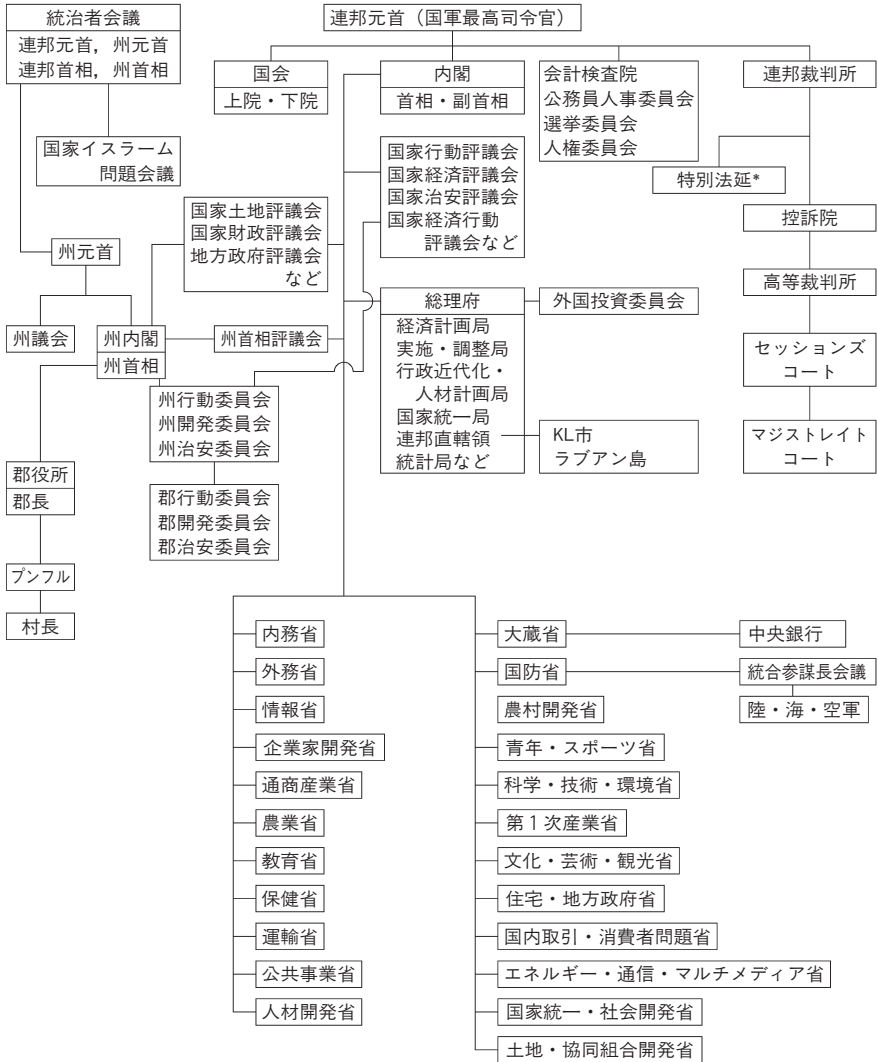 統治者会議
連邦元首，州元首
連邦首相，州首相
連邦元首（国軍最高司令官）
国会
上院・下院
内閣
首相・副首相
会計検査院
公務員人事委員会
選挙委員会
人権委員会
連邦裁判所
国家イスラーム
問題会議
国家行動評議会
国家経済評議会
国家治安評議会
国家経済行動
評議会など
特別法延*
国家土地評議会
国家財政評議会
地方政府評議会
など
控訴院
州元首
高等裁判所
総理府
経済計画局
実施・調整局
行政近代化・
人材計画局
国家統一局
連邦直轄領
統計局など
外国投資委員会
州議会
州内閣
州首相
州首相評議会
セッションズ
コート
州行動委員会
州開発委員会
州治安委員会
KL市
ラブアン島
マジストレイト
コート
郡役所
郡長
郡行動委員会
郡開発委員会
郡治安委員会
プンフル
村長
内務省
外務省
情報省
企業家開発省
通商産業省
農業省
教育省
保健省
運輸省
公共事業省
人材開発省
大蔵省
中央銀行
国防省
統合参謀長会議
農村開発省
陸・海・空軍
青年・スポーツ省
科学・技術・環境省
第1次産業省
文化・芸術・観光省
住宅・地方政府省
国内取引・消費者問題省
エネルギー・通信・マルチメディア省
国家統一・社会開発省
土地・協同組合開発省